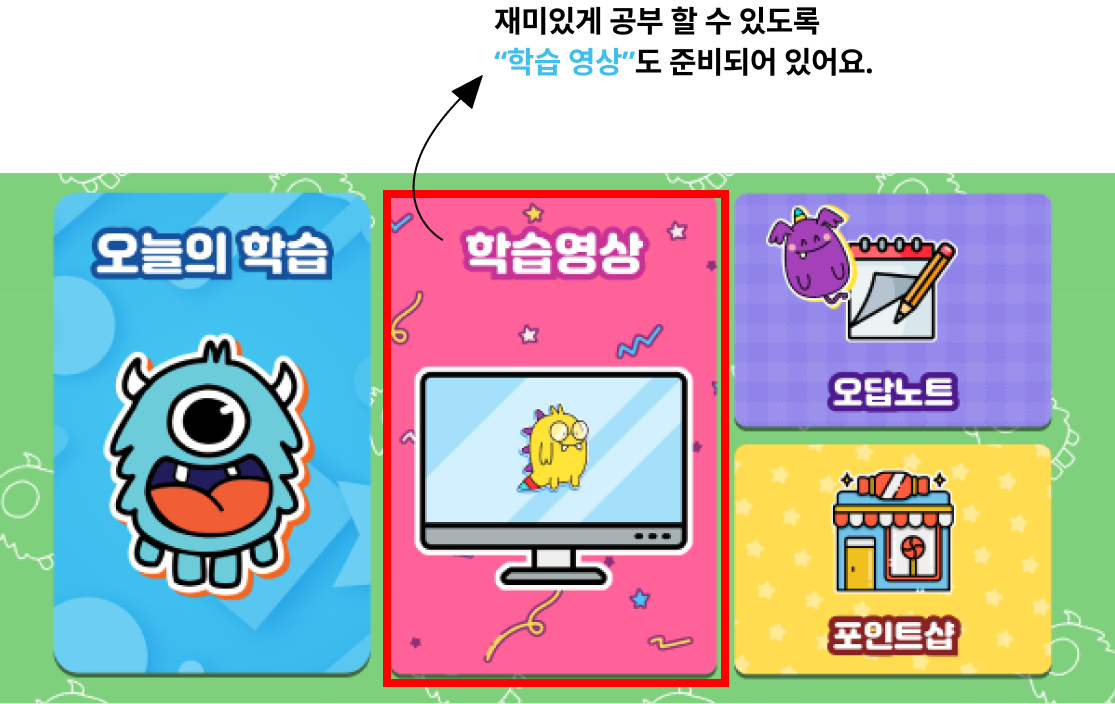 재미있게 공부 할 수 있도록
“학습 영상”도 준비되어 있어요.
오늘의 학습
학습영상
오답노트
포인트샵